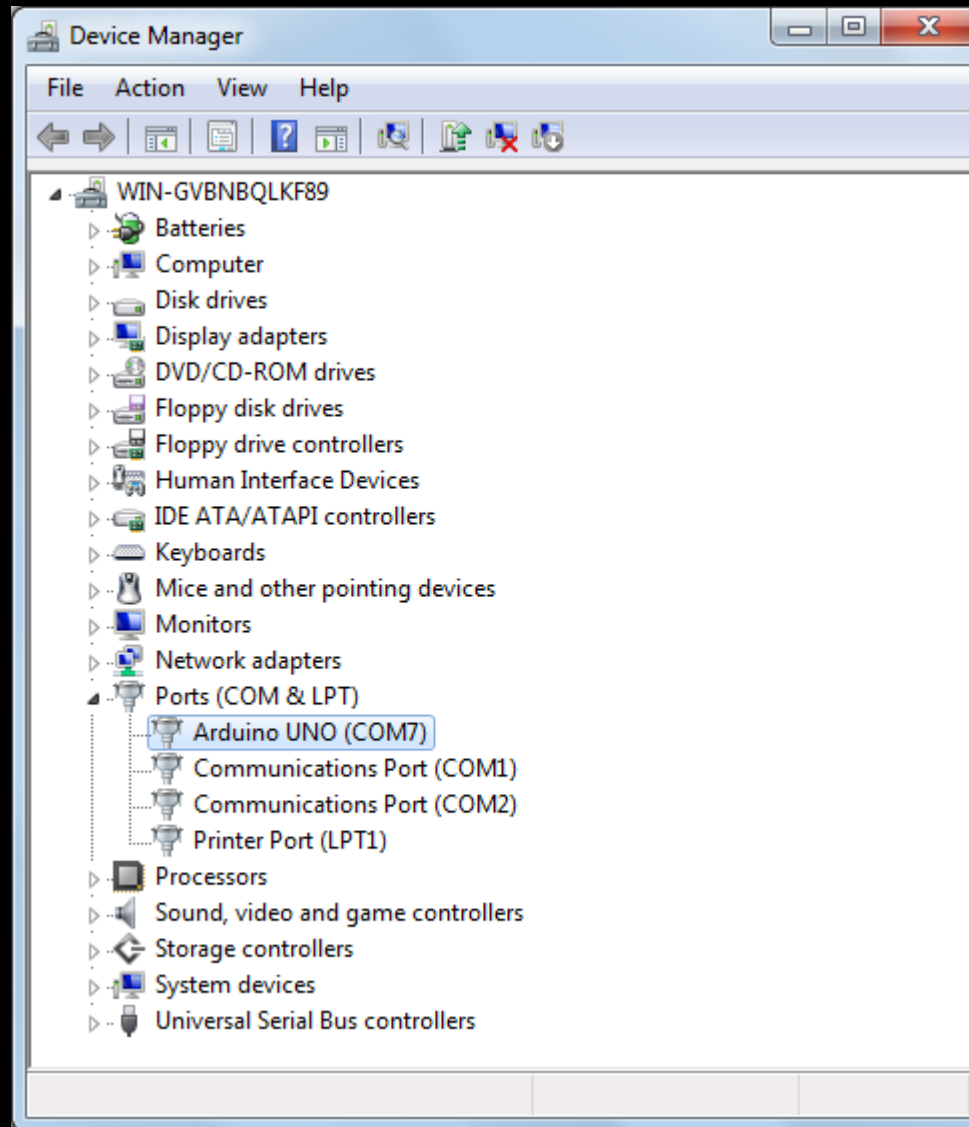 Device Manager
File Action View Help
WIN-GVBNBQLKF89
Batteries
Computer
Disk drives
Display adapters
DVD/CD-ROM drives
Floppy disk drives
Floppy drive controllers
Human Interface Devices
IDE ATA/ATAPI controllers
Keyboards
Mice and other pointing devices
Monitors
Network adapters
Ports (COM & LPT)
Arduino UNO (COM7)
Communications Port (COM1)
Communications Port (COM2)
Printer Port (LPT1)
Processors
Sound, video and game controllers
Storage controllers
System devices
Universal Serial Bus controllers